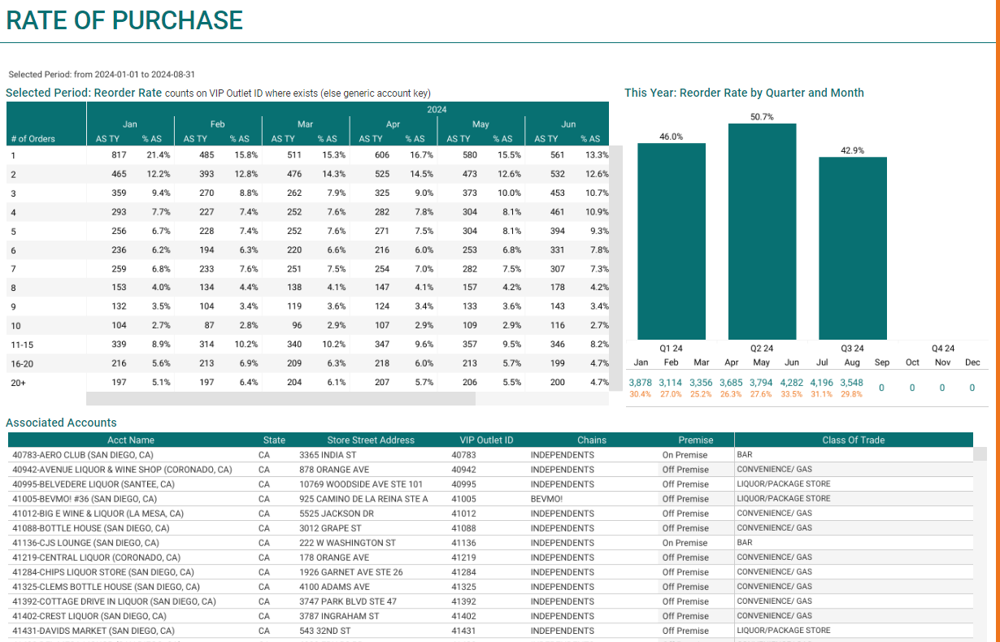 RATE OF PURCHASE
Selected Period: from 2024-01-01 to 2024-08-31
Selected Period: Reorder Rate counts on VIP Outlet ID where exists (else generic account key)
2024
Jan Feb Mar Apr May Jun
# of Orders AS TY % AS AS TY % AS AS TY % AS AS TY % AS AS TY % AS AS TY % AS
1 817 21.4% 485 15.8% 511 15.3% 606 16.7% 580 15.5% 561 13.3%
2 465 12.2% 393 12.8% 476 14.3% 525 14.5% 473 12.6% 532 12.6%
3 359 9.4% 270 8.8% 262 7.9% 325 9.0% 373 10.0% 453 10.7%
4 293 7.7% 227 7.4% 252 7.6% 282 7.8% 304 8.1% 461 10.9%
5 256 6.7% 228 7.4% 252 7.6% 271 7.5% 304 8.1% 394 9.3%
6 236 6.2% 194 6.3% 220 6.6% 216 6.0% 253 6.8% 331 7.8%
7 259 6.8% 233 7.6% 251 7.5% 254 7.0% 282 7.5% 307 7.3%
8 153 4.0% 134 4.4% 138 4.1% 147 4.1% 157 4.2% 178 4.2%
9 132 3.5% 104 3.4% 119 3.6% 124 3.4% 133 3.6% 143 3.4%
10 104 2.7% 87 2.8% 96 2.9% 107 2.9% 109 2.9% 116 2.7%
11-15 339 8.9% 314 10.2% 340 10.2% 347 9.6% 357 9.5% 346 8.2%
16-20 216 5.6% 213 6.9% 209 6.3% 218 6.0% 213 5.7% 199 4.7%
20+ 197 5.1% 197 6.4% 204 6.1% 207 5.7% 206 5.5% 200 4.7%
This Year: Reorder Rate by Quarter and Month
46.0% 50.7% 42.9%
Q1 24 Q2 24 Q3 24 Q4 24
Jan Feb Mar Apr May Jun Jul Aug Sep Oct Nov Dec
3,878 3,114 3,356 3,685 3,794 4,282 4,196 3,548 0 0 0 0
30.4% 27.0% 25.2% 26.3% 27.6% 33.5% 31.1% 29.8%
Associated Accounts
Acct Name State Store Street Address VIP Outlet ID Chains Premise Class Of Trade
40783-AERO CLUB (SAN DIEGO, CA) CA 3365 INDIA ST 40783 INDEPENDENTS On Premise BAR
40942-AVENUE LIQUOR & WINE SHOP (CORONADO, CA) CA 878 ORANGE AVE 40942 INDEPENDENTS Off Premise CONVENIENCE/ GAS
40995-BELVEDERE LIQUOR (SANTEE, CA) CA 10769 WOODSIDE AVE STE 101 40995 INDEPENDENTS Off Premise LIQUOR/PACKAGE STORE
41005-BEVMO! #36 (SAN DIEGO, CA) CA 925 CAMINO DE LA REINA STE A 41005 BEVMO! Off Premise LIQUOR/PACKAGE STORE
41012-BIG E WINE & LIQUOR (LA MESA, CA) CA 5525 JACKSON DR 41012 INDEPENDENTS Off Premise CONVENIENCE/ GAS
41088-BOTTLE HOUSE (SAN DIEGO, CA) CA 3012 GRAPE ST 41088 INDEPENDENTS Off Premise CONVENIENCE/ GAS
41136-CJS LOUNGE (SAN DIEGO, CA) CA 222 W WASHINGTON ST 41136 INDEPENDENTS On Premise BAR
41219-CENTRAL LIQUOR (CORONADO, CA) CA 178 ORANGE AVE 41219 INDEPENDENTS Off Premise CONVENIENCE/ GAS
41284-CHIPS LIQUOR STORE (SAN DIEGO, CA) CA 1926 GARNET AVE STE 26 41284 INDEPENDENTS Off Premise CONVENIENCE/ GAS
41325-CLEMS BOTTLE HOUSE (SAN DIEGO, CA) CA 4100 ADAMS AVE 41325 INDEPENDENTS Off Premise CONVENIENCE/ GAS
41392-COTTAGE DRIVE IN LIQUOR (SAN DIEGO, CA) CA 3747 PARK BLVD STE 47 41392 INDEPENDENTS Off Premise CONVENIENCE/ GAS
41402-CREST LIQUOR (SAN DIEGO, CA) CA 3787 INGRAHAM ST 41402 INDEPENDENTS Off Premise CONVENIENCE/ GAS
41431-DAVIDS MARKET (SAN DIEGO, CA) CA 543 32ND ST 41431 INDEPENDENTS Off Premise LIQUOR/PACKAGE STORE